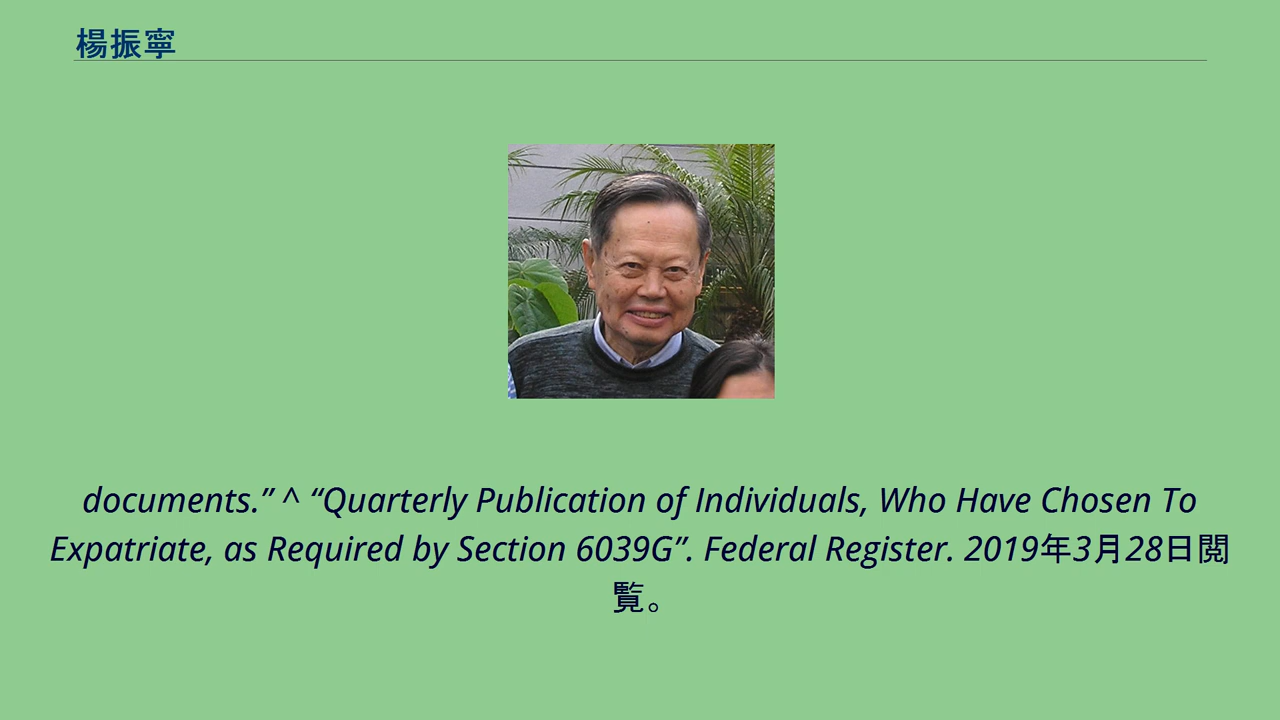 楊振寧
documents.” ^ “Quarterly Publication of Individuals, Who Have Chosen To
Expatriate, as Required by Section 6039G”. Federal Register. 2019年3月28日閲
覧。